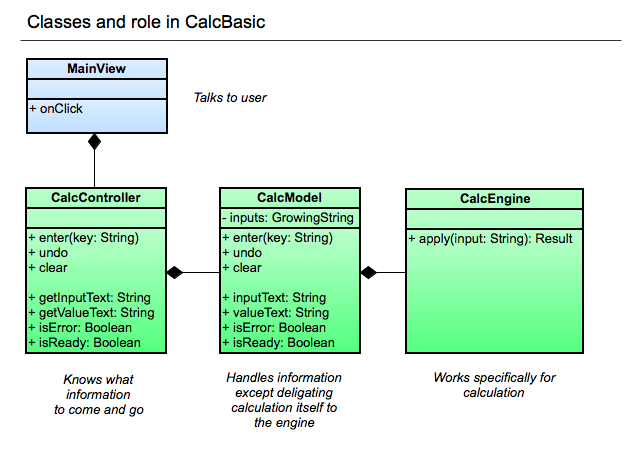 Classes and role in CalcBasic
MainView
+ onClick
Talks to user
CalcController
+ enter(key: String)
+ undo
+ clear
+ getInputText: String
+ getValueText: String
+ isError: Boolean
+ isReady: Boolean
Knows what
information
to come and go
CalcModel
- inputs: GrowingString
+ enter(key: String)
+ undo
+ clear
+ inputText: String
+ valueText: String
+ isError: Boolean
+ isReady: Boolean
Handles information
except deligating
calculation itself to
the engine
CalcEngine
+ apply(input: String): Result
Works specifically for
calculation